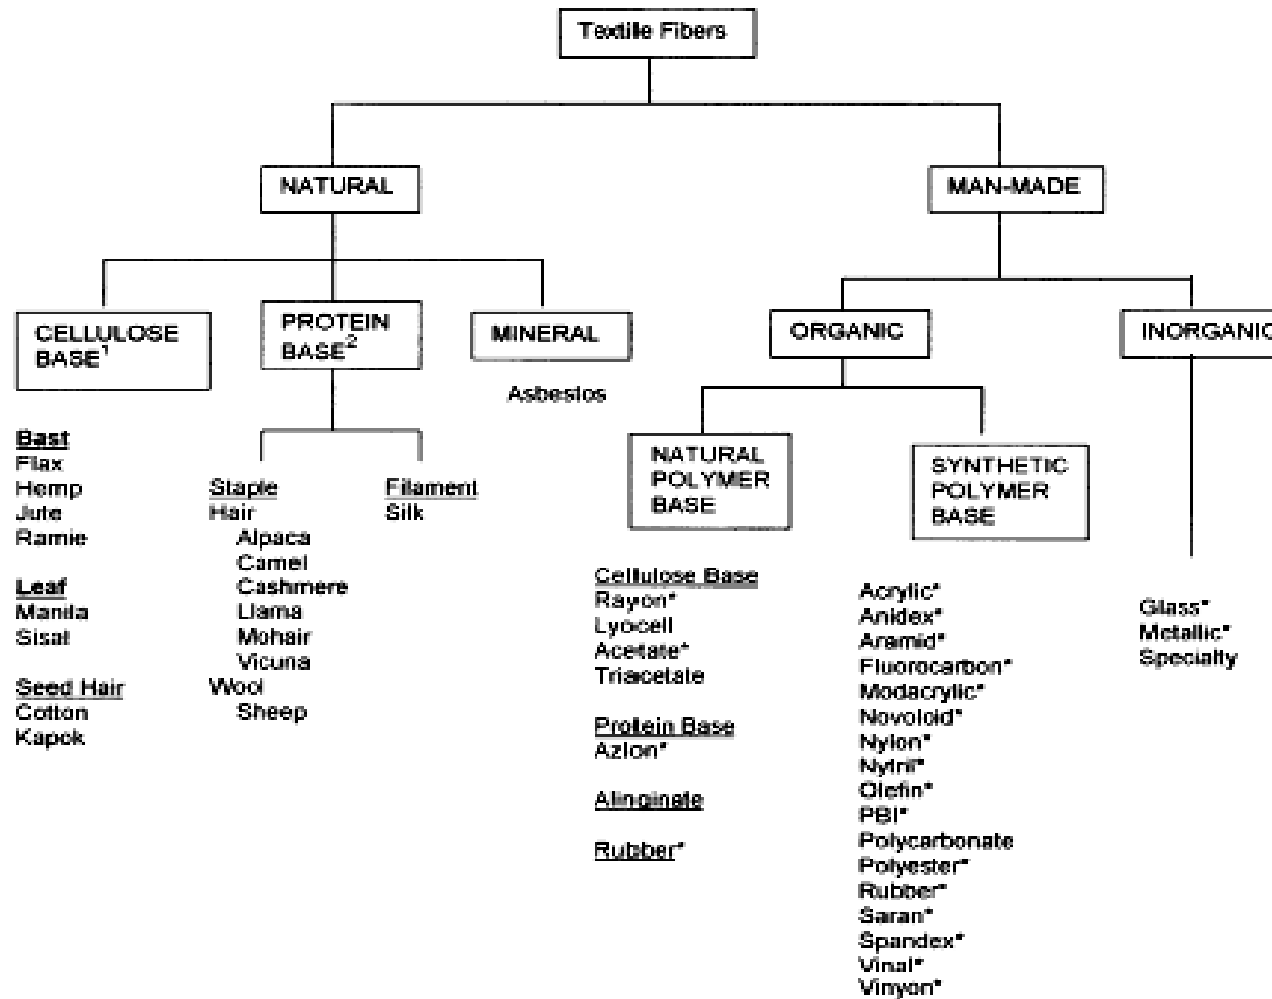 Textile Fibers
NATURAL
MAN-MADE
CELLULOSE
BASE¹
PROTEIN
BASE²
MINERAL
ORGANIC
INORGANIC
Asbestos
Bast
Flax
Hemp
Jute
Ramie
Leaf
Manila
Sisal
Seed Hair
Cotton
Kapok
Staple
Hair
Alpaca
Camel
Cashmere
Llama
Mohair
Vicuna
Wool
Sheep
Filament
Silk
NATURAL
POLYMER
BASE
SYNTHETIC
POLYMER
BASE
Cellulose Base
Rayon*
Lyocell
Acetate*
Triacetate
Protein Base
Azlon*
Alinginate
Rubber*
Acrylic*
Anidex*
Aramid*
Fluorocarbon*
Modacrylic*
Novoloid*
Nylon*
Nytril*
Olefin*
PBI*
Polycarbonate
Polyester*
Rubber*
Saran*
Spandex*
Vinal*
Vinyon*
Glass*
Metallic*
Specialty